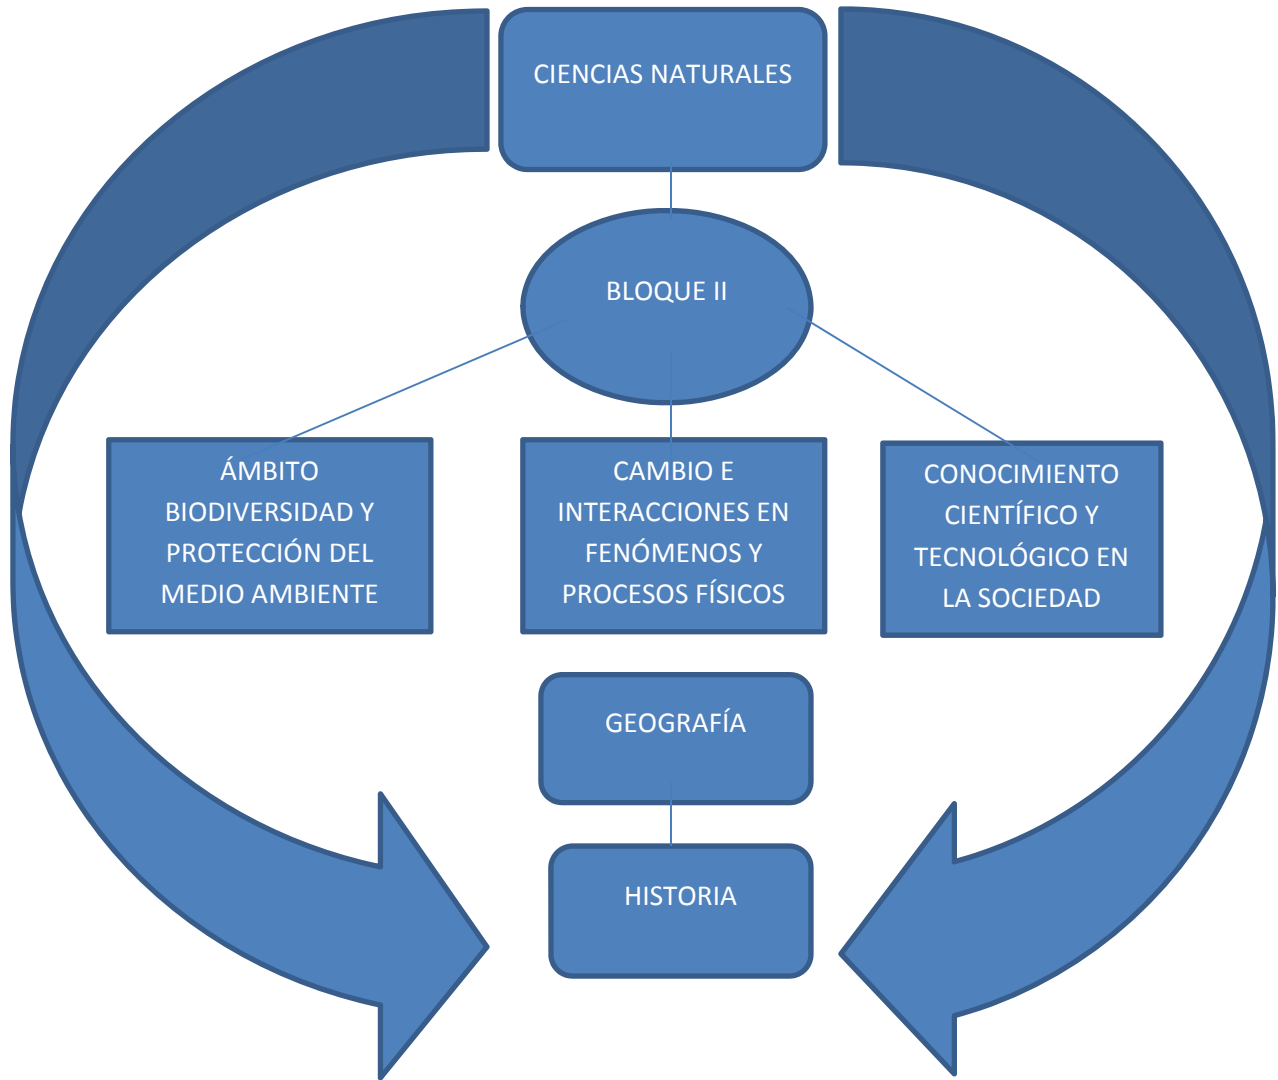 CIENCIAS NATURALES
BLOQUE II
ÁMBITO
BIODIVERSIDAD Y
PROTECCIÓN DEL
MEDIO AMBIENTE
CAMBIO E
INTERACCIONES EN
FENÓMENOS Y
PROCESOS FÍSICOS
CONOCIMIENTO
CIENTÍFICO Y
TECNOLÓGICO EN
LA SOCIEDAD
GEOGRAFÍA
HISTORIA